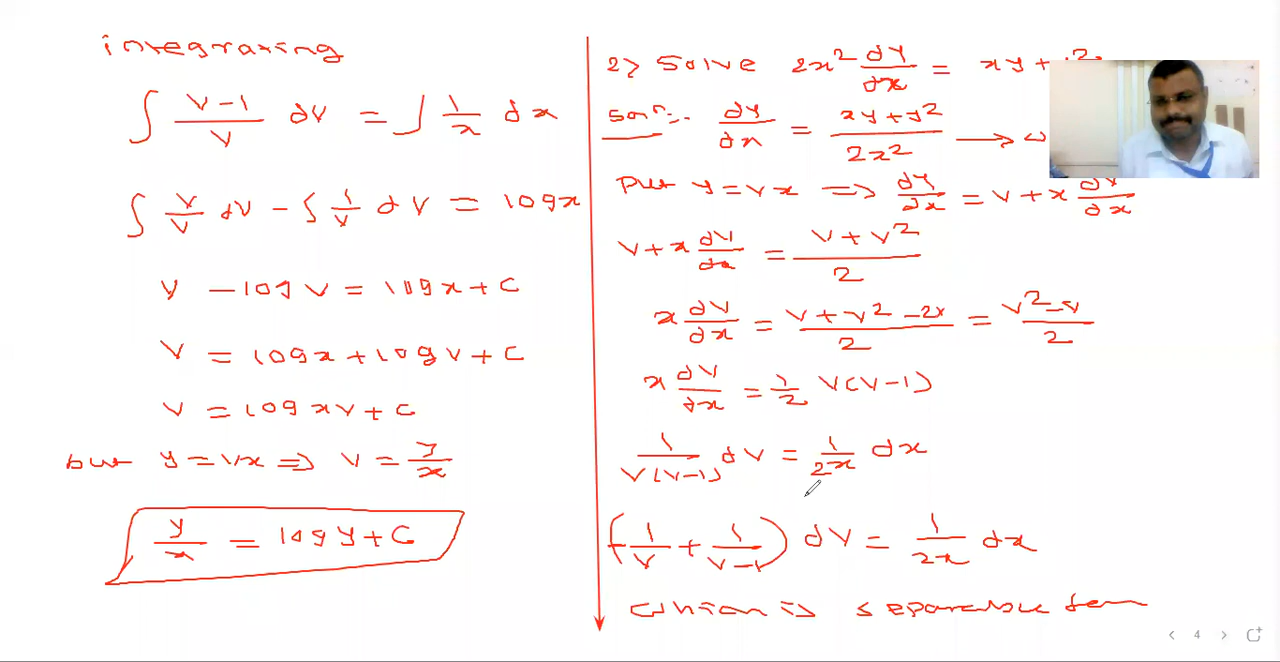 integrating
∫ (v-1)/v dv = ∫ 1/x dx
∫ v/v dv - ∫ 1/v dv = log x
v - log v = log x + c
v = log x + log v + c
v = log xv + c
but y = vx ⇒ v = y/x
y/x = log y + c
2> Solve 2x² dy/dx = xy +
Solⁿ:- dy/dx = (xy + y²)/(2x²) →
Put y = vx ⇒ dy/dx = v + x dv/dx
v + x dv/dx = (v + v²)/2
x dv/dx = (v + v² - 2v)/2 = (v² - v)/2
x dv/dx = 1/2 v(v-1)
1/(v(v-1)) dv = 1/(2x) dx
(-1/v + 1/(v-1)) dv = 1/(2x) dx
which is separable form
< 4 >